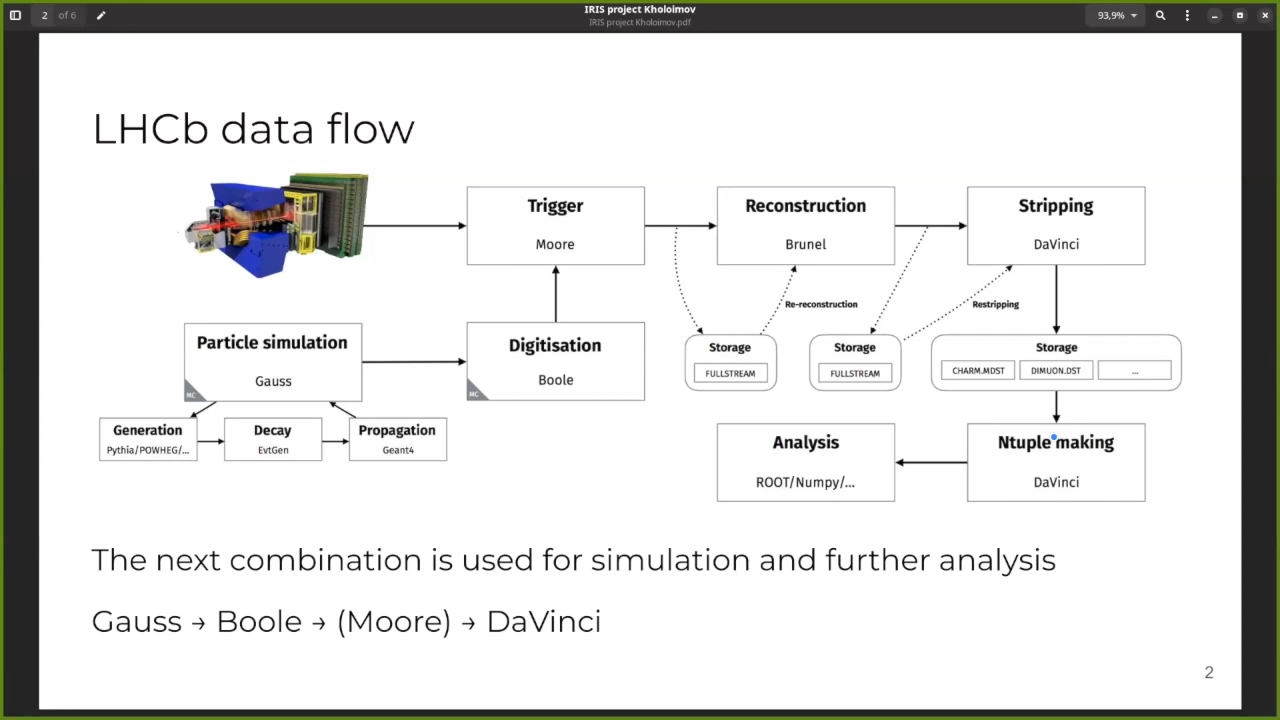 2 of 6
IRIS project Kholoimov
IRIS project Kholoimov.pdf
93,9%
LHCb data flow
Trigger
Moore
Reconstruction
Brunel
Stripping
DaVinci
Re-reconstruction
Restripping
Particle simulation
Gauss
MC
Digitisation
Boole
MC
Storage
FULLSTREAM
Storage
FULLSTREAM
Storage
CHARM.MDST
DIMUON.DST
...
Generation
Pythia/POWHEG/...
Decay
EvtGen
Propagation
Geant4
Analysis
ROOT/Numpy/...
Ntuple making
DaVinci
The next combination is used for simulation and further analysis
Gauss → Boole → (Moore) → DaVinci
2